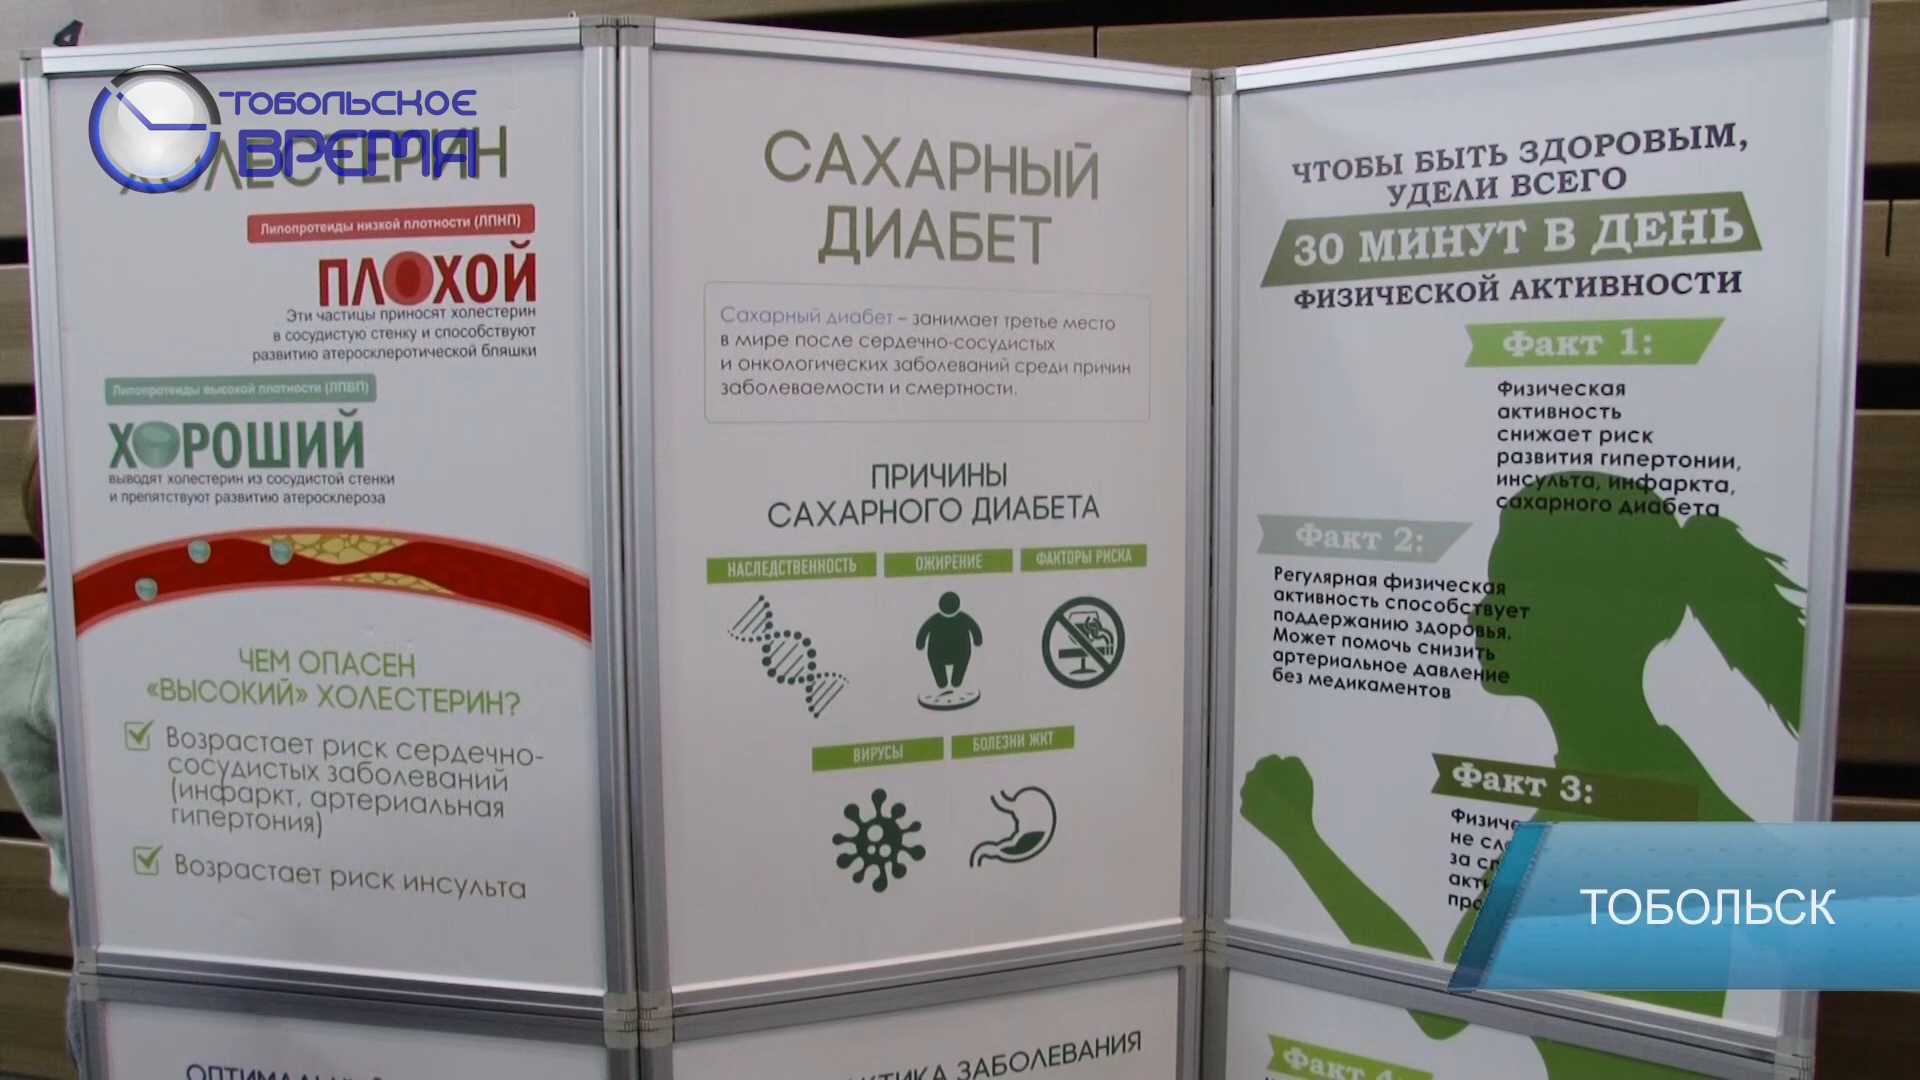 ТОБОЛЬСКОЕ
ВРЕМЯ
ХОЛЕСТЕРИН
Липопротеиды низкой плотности (ЛПНП)
ПЛОХОЙ
Эти частицы приносят холестерин
в сосудистую стенку и способствуют
развитию атеросклеротической бляшки
Липопротеиды высокой плотности (ЛПВП)
ХОРОШИЙ
выводят холестерин из сосудистой стенки
и препятствуют развитию атеросклероза
ЧЕМ ОПАСЕН
«ВЫСОКИЙ» ХОЛЕСТЕРИН?
Возрастает риск сердечно-
сосудистых заболеваний
(инфаркт, артериальная
гипертония)
Возрастает риск инсульта
САХАРНЫЙ
ДИАБЕТ
Сахарный диабет – занимает третье место
в мире после сердечно-сосудистых
и онкологических заболеваний среди причин
заболеваемости и смертности.
ПРИЧИНЫ
САХАРНОГО ДИАБЕТА
НАСЛЕДСТВЕННОСТЬ
ОЖИРЕНИЕ
ФАКТОРЫ РИСКА
ВИРУСЫ
БОЛЕЗНИ ЖКТ
ЗАБОЛЕВАНИЯ
ЧТОБЫ БЫТЬ ЗДОРОВЫМ,
УДЕЛИ ВСЕГО
30 МИНУТ В ДЕНЬ
ФИЗИЧЕСКОЙ АКТИВНОСТИ
Факт 1:
Физическая
активность
снижает риск
развития гипертонии,
инсульта, инфаркта,
сахарного диабета
Факт 2:
Регулярная физическая
активность способствует
поддержанию здоровья.
Может помочь снизить
артериальное давление
без медикаментов
Факт 3:
не
за
Факт 4:
ТОБОЛЬСК